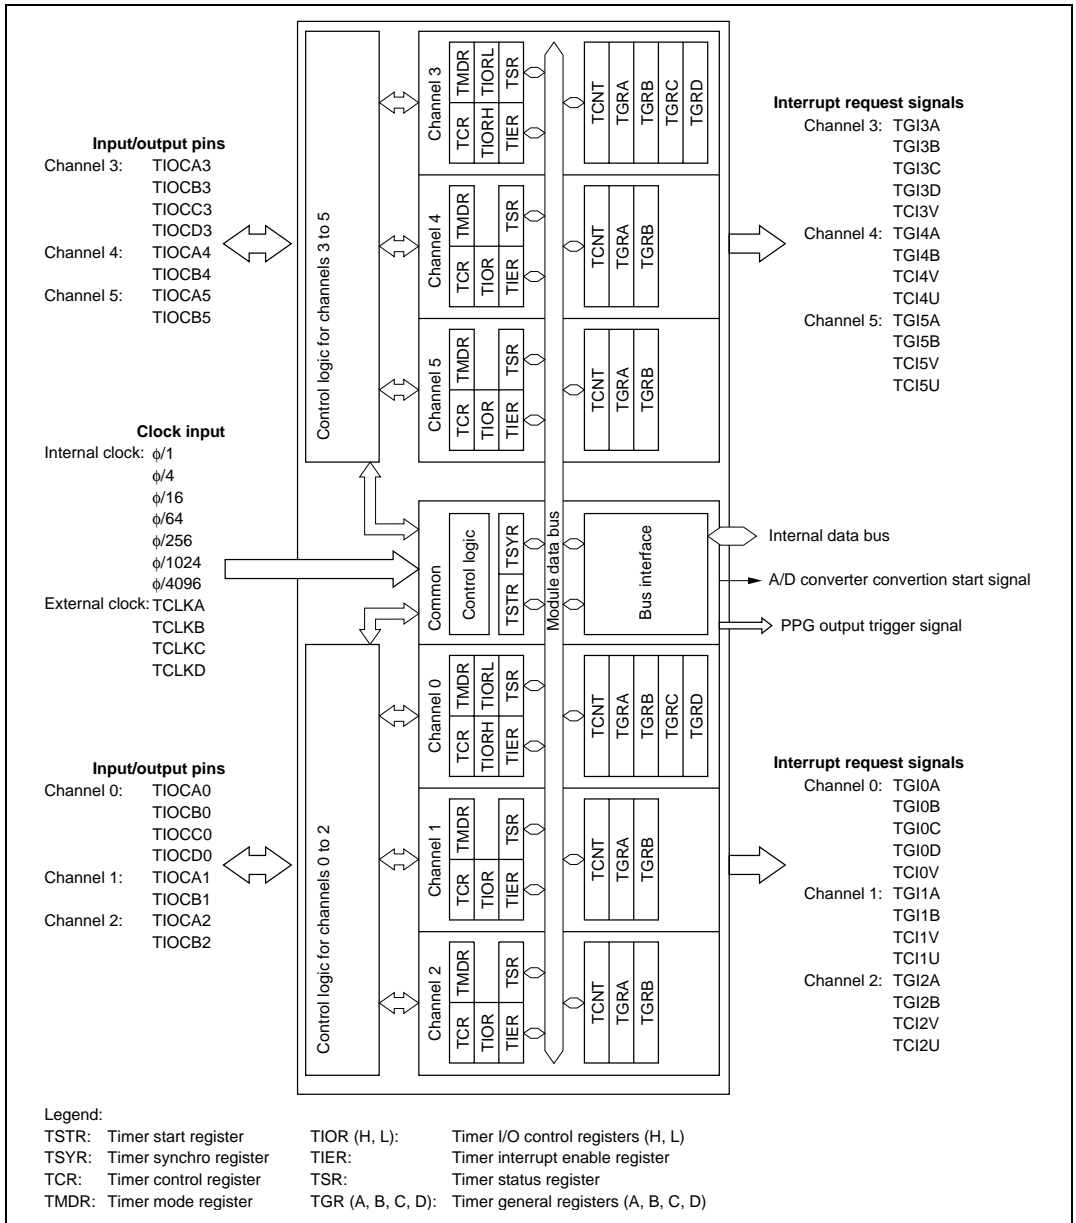 Input/output pins
Channel 3: TIOCA3
TIOCB3
TIOCC3
TIOCD3
Channel 4: TIOCA4
TIOCB4
Channel 5: TIOCA5
TIOCB5
Clock input
Internal clock: ϕ/1
ϕ/4
ϕ/16
ϕ/64
ϕ/256
ϕ/1024
ϕ/4096
External clock: TCLKA
TCLKB
TCLKC
TCLKD
Input/output pins
Channel 0: TIOCA0
TIOCB0
TIOCC0
TIOCD0
Channel 1: TIOCA1
TIOCB1
Channel 2: TIOCA2
TIOCB2
Control logic for channels 3 to 5
Control logic for channels 0 to 2
Channel 3
TCR TMDR
TIORH TIORL
TIER TSR
TCNT
TGRA
TGRB
TGRC
TGRD
Channel 4
TCR TMDR
TIOR
TIER TSR
TCNT
TGRA
TGRB
Channel 5
TCR TMDR
TIOR
TIER TSR
TCNT
TGRA
TGRB
Common
Control logic
TSTR TSYR
Module data bus
Bus interface
Channel 0
TCR TMDR
TIORH TIORL
TIER TSR
TCNT
TGRA
TGRB
TGRC
TGRD
Channel 1
TCR TMDR
TIOR
TIER TSR
TCNT
TGRA
TGRB
Channel 2
TCR TMDR
TIOR
TIER TSR
TCNT
TGRA
TGRB
Interrupt request signals
Channel 3: TGI3A
TGI3B
TGI3C
TGI3D
TCI3V
Channel 4: TGI4A
TGI4B
TCI4V
TCI4U
Channel 5: TGI5A
TGI5B
TCI5V
TCI5U
Internal data bus
A/D converter convertion start signal
PPG output trigger signal
Interrupt request signals
Channel 0: TGI0A
TGI0B
TGI0C
TGI0D
TCI0V
Channel 1: TGI1A
TGI1B
TCI1V
TCI1U
Channel 2: TGI2A
TGI2B
TCI2V
TCI2U
Legend:
TSTR: Timer start register TIOR (H, L): Timer I/O control registers (H, L)
TSYR: Timer synchro register TIER: Timer interrupt enable register
TCR: Timer control register TSR: Timer status register
TMDR: Timer mode register TGR (A, B, C, D): Timer general registers (A, B, C, D)